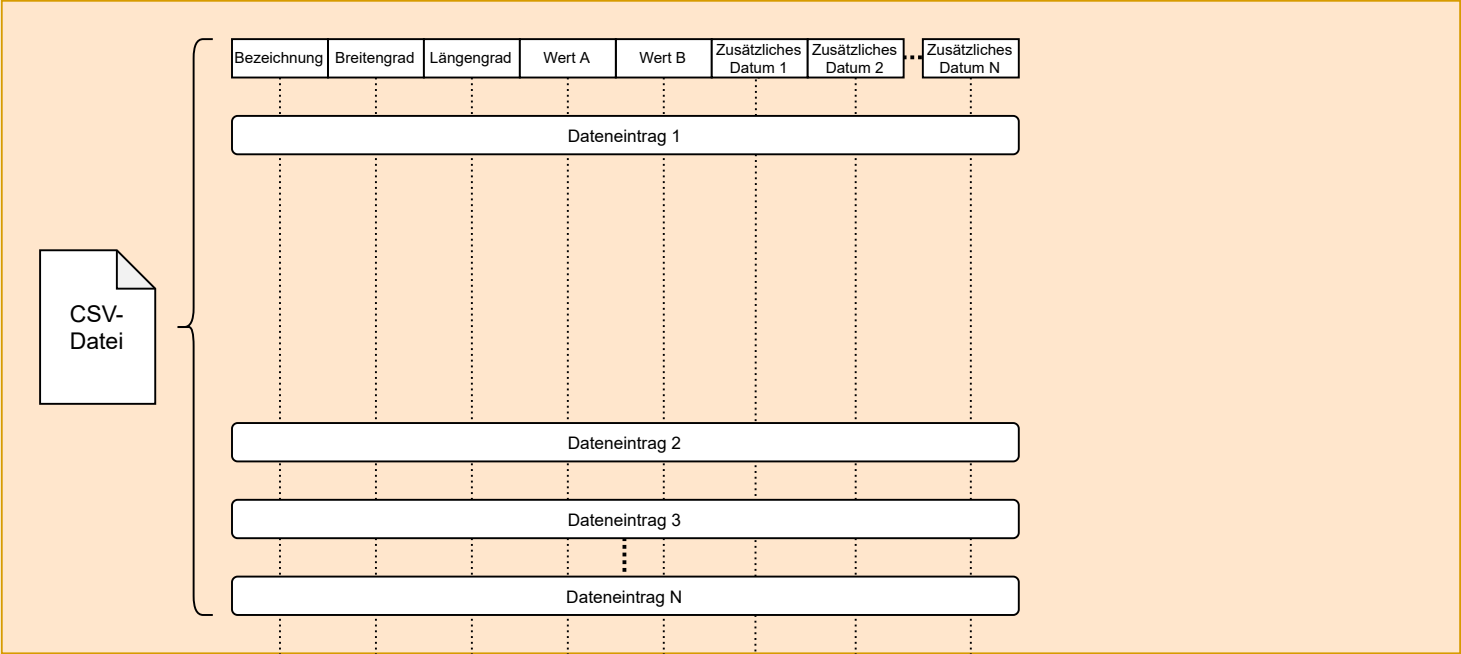 Bezeichnung
Breitengrad
Längengrad
Wert A
Wert B
Zusätzliches
Datum 1
Zusätzliches
Datum 2
Zusätzliches
Datum N
Dateneintrag 1
CSV-
Datei
Dateneintrag 2
Dateneintrag 3
Dateneintrag N